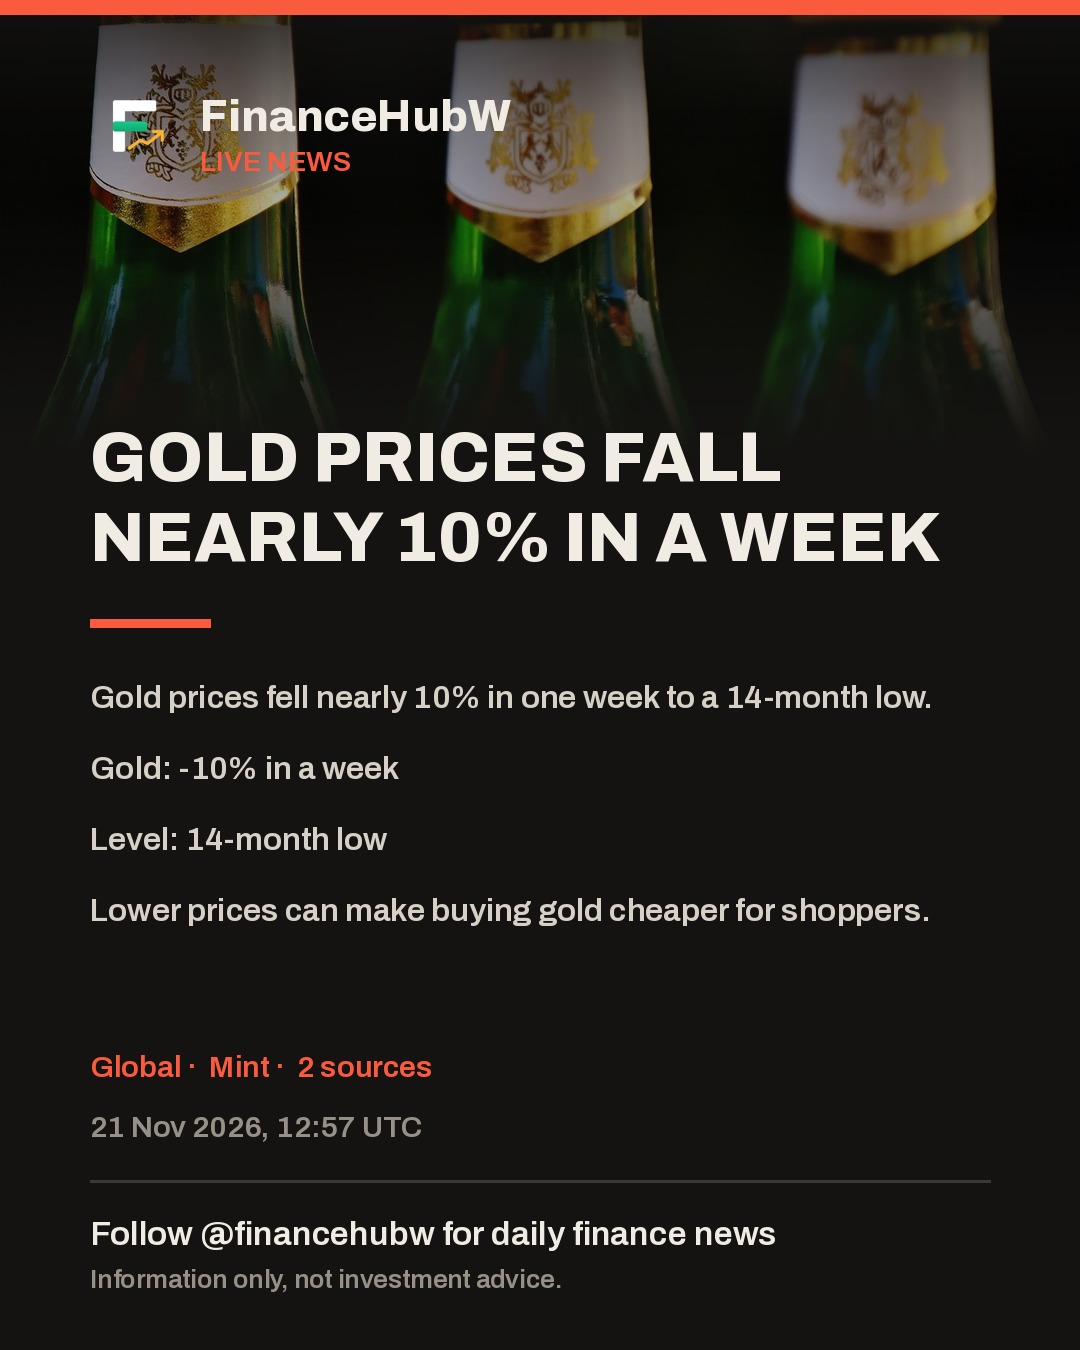 FinanceHubW
LIVE NEWS
GOLD PRICES FALL
NEARLY 10% IN A WEEK
Gold prices fell nearly 10% in one week to a 14-month low.
Gold: -10% in a week
Level: 14-month low
Lower prices can make buying gold cheaper for shoppers.
Global · Mint · 2 sources
21 Nov 2026, 12:57 UTC
Follow @financehubw for daily finance news
Information only, not investment advice.